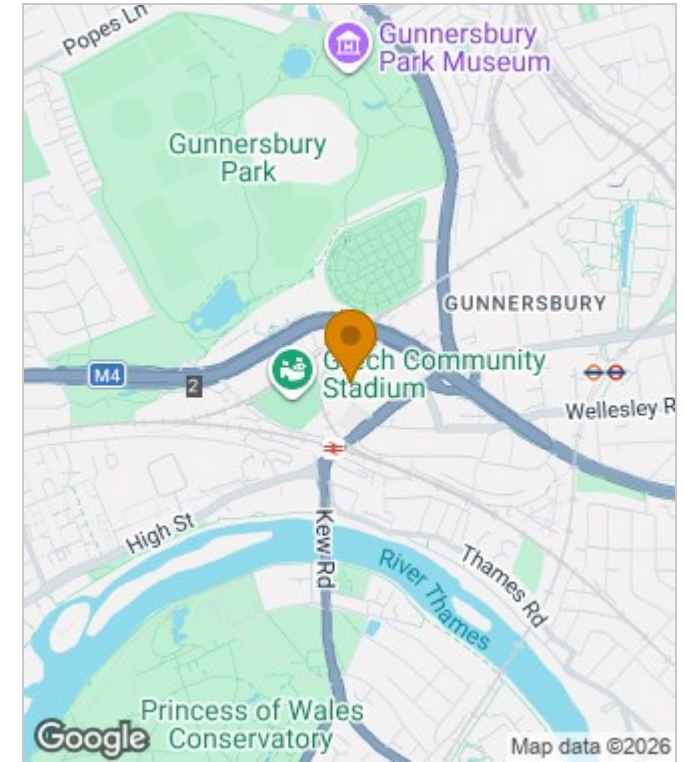 Popes Ln
Gunnersbury
Park Museum
Gunnersbury
Park
GUNNERSBURY
M4
2
Community
Stadium
Wellesley R
High St
Kew Rd
River Thames
Thames Rd
Princess of Wales
Conservatory
Google
Map data ©2026